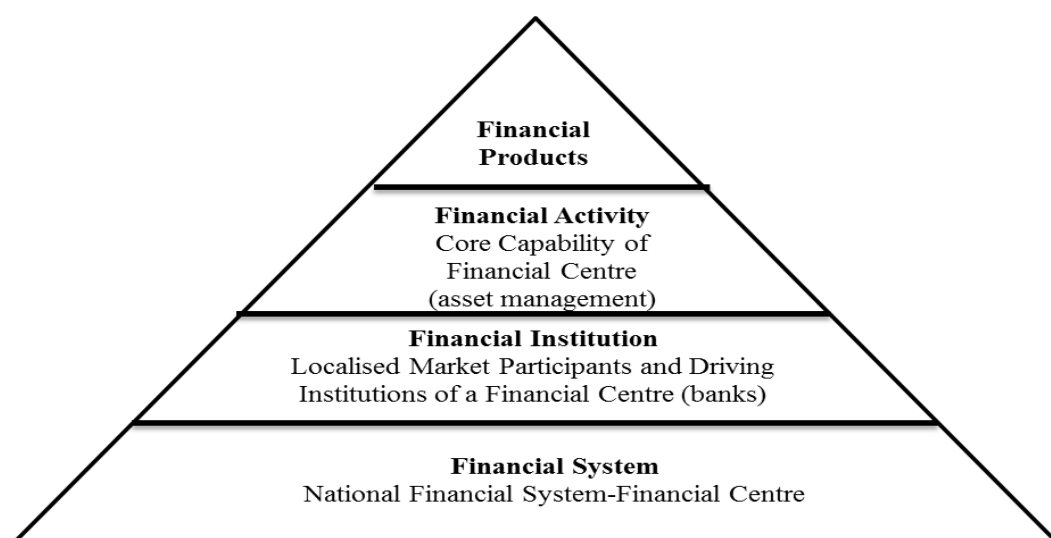 Financial
Products
Financial Activity
Core Capability of
Financial Centre
(asset management)
Financial Institution
Localised Market Participants and Driving
Institutions of a Financial Centre (banks)
Financial System
National Financial System-Financial Centre